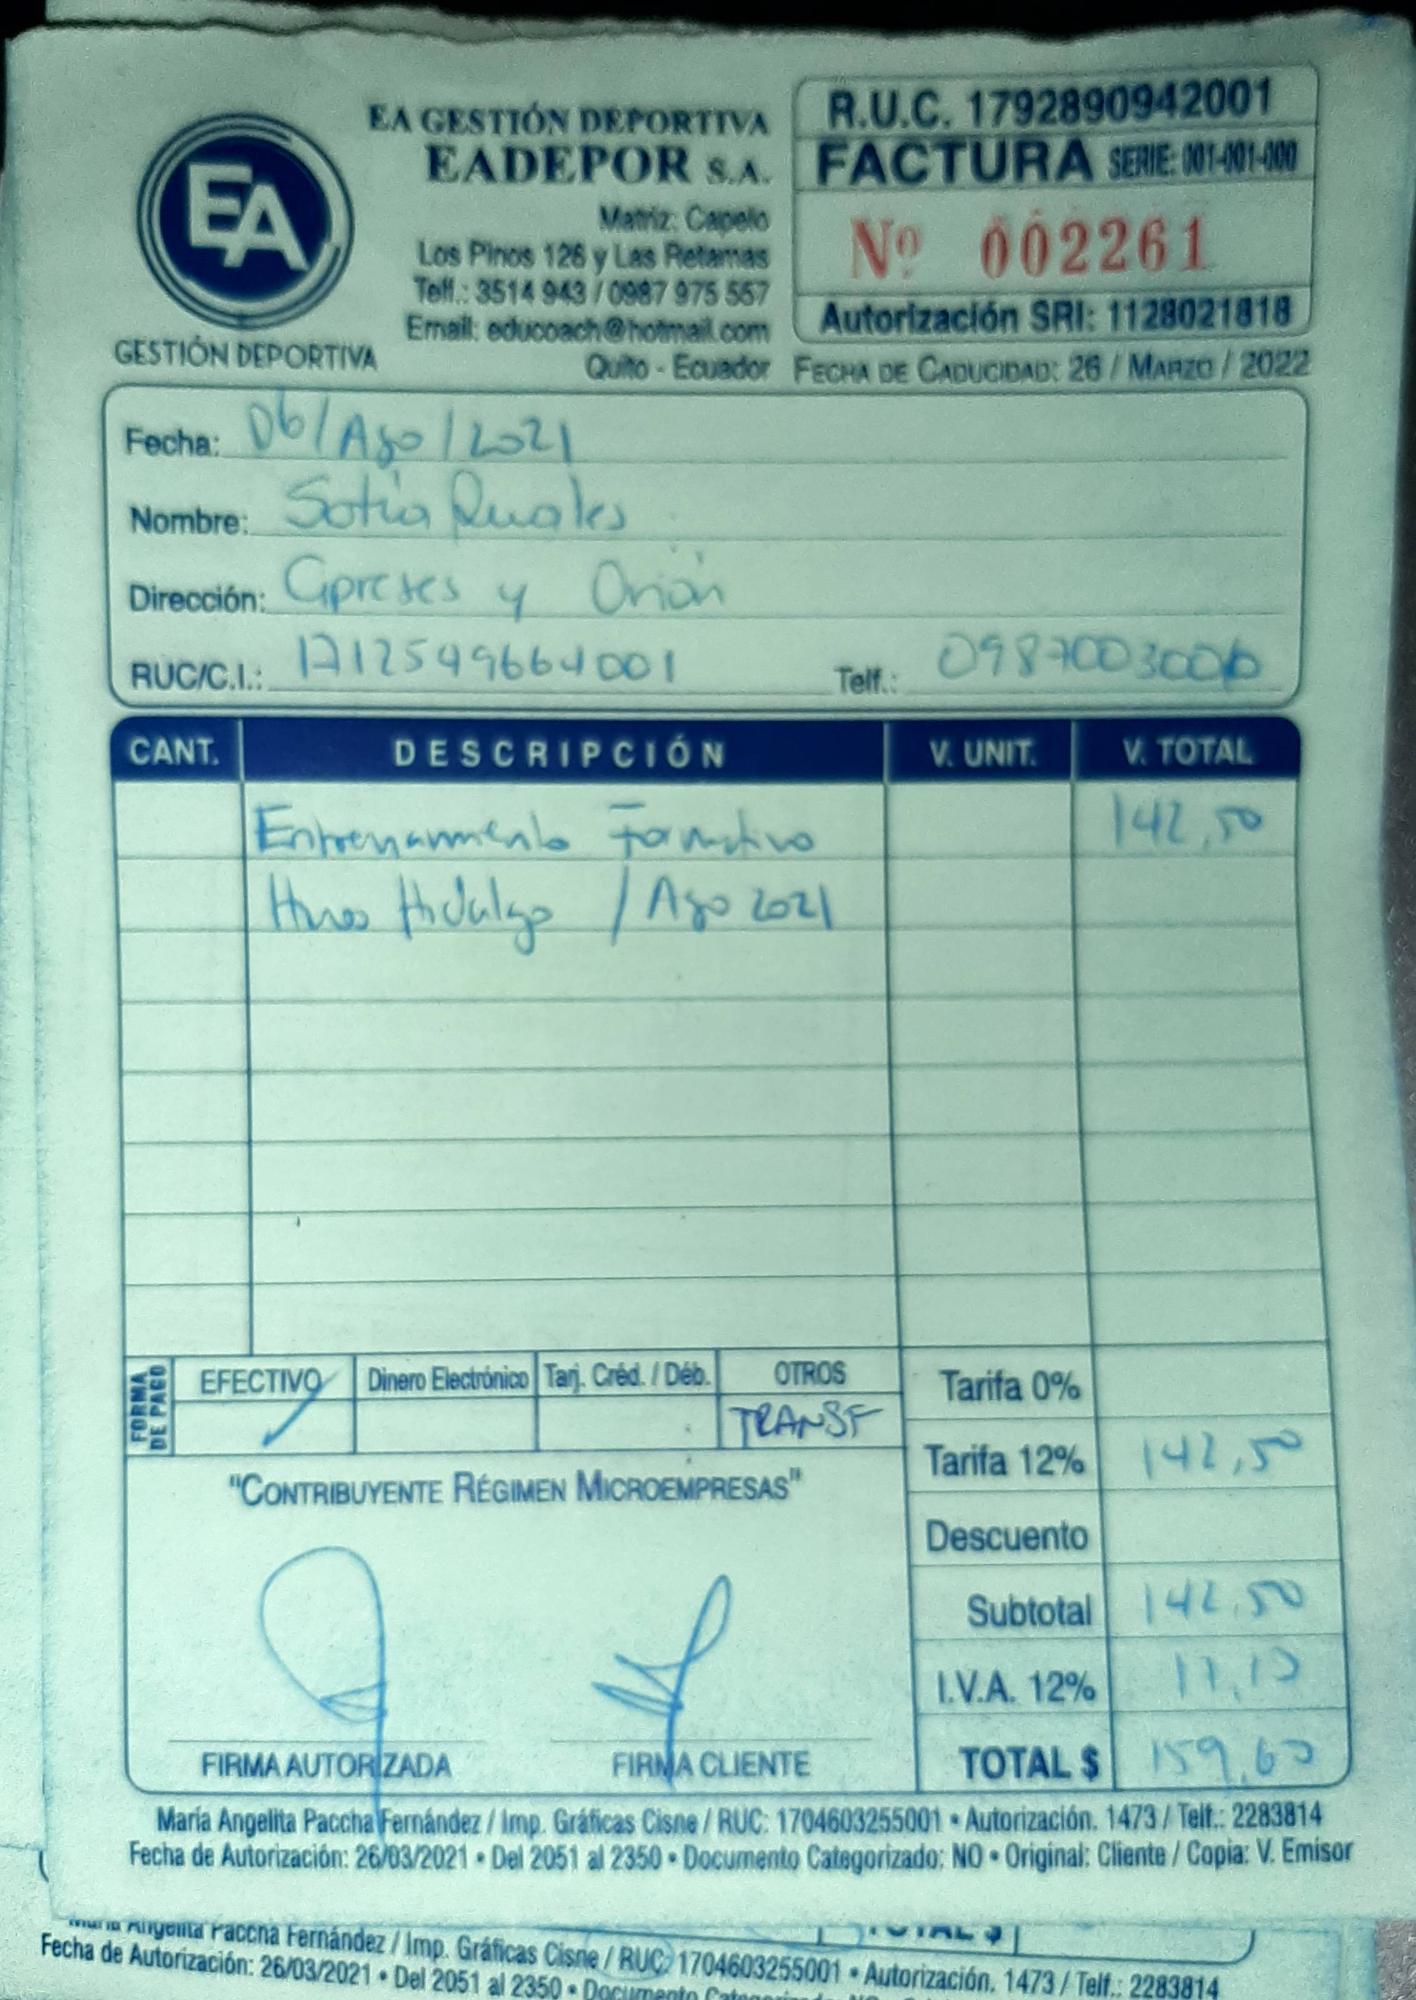 EA
GESTIÓN DEPORTIVA
EA GESTIÓN DEPORTIVA
EADEPOR S.A.
Matriz: Capelo
Los Pinos 126 y Las Retamas
Telf.: 3514 943 / 0987 975 557
Email: educoach@hotmail.com
Quito - Ecuador
R.U.C. 1792890942001
FACTURA SERIE: 001-001-000
Nº 002261
Autorización SRI: 1128021818
FECHA DE CADUCIDAD: 26 / MARZO / 2022
Fecha: 06/Ago/2021
Nombre: Sofía Ruales
Dirección: Cipreses y Orión
RUC/C.I.: 1712549664001 Telf.:
CANT. DESCRIPCIÓN V. UNIT. V. TOTAL
Entrenamiento Formativo 142,50
Hnos Hidalgo / Ago 2021
FORMA DE PAGO
EFECTIVO Dinero Electrónico Tarj. Créd. / Déb. OTROS
TRANSF
Tarifa 0%
Tarifa 12% 142,50
Descuento
Subtotal 142,50
I.V.A. 12% 17,10
TOTAL $ 159,60
"CONTRIBUYENTE RÉGIMEN MICROEMPRESAS"
FIRMA AUTORIZADA FIRMA CLIENTE
María Angelita Paccha Fernández / Imp. Gráficas Cisne / RUC: 1704603255001 • Autorización. 1473 / Telf.: 2283814
Fecha de Autorización: 26/03/2021 • Del 2051 al 2350 • Documento Categorizado: NO • Original: Cliente / Copia: V. Emisor
TOTAL $
María Angelita Paccha Fernández / Imp. Gráficas Cisne / RUC: 1704603255001 • Autorización. 1473 / Telf.: 2283814
Fecha de Autorización: 26/03/2021 • Del 2051 al 2350 • Documento